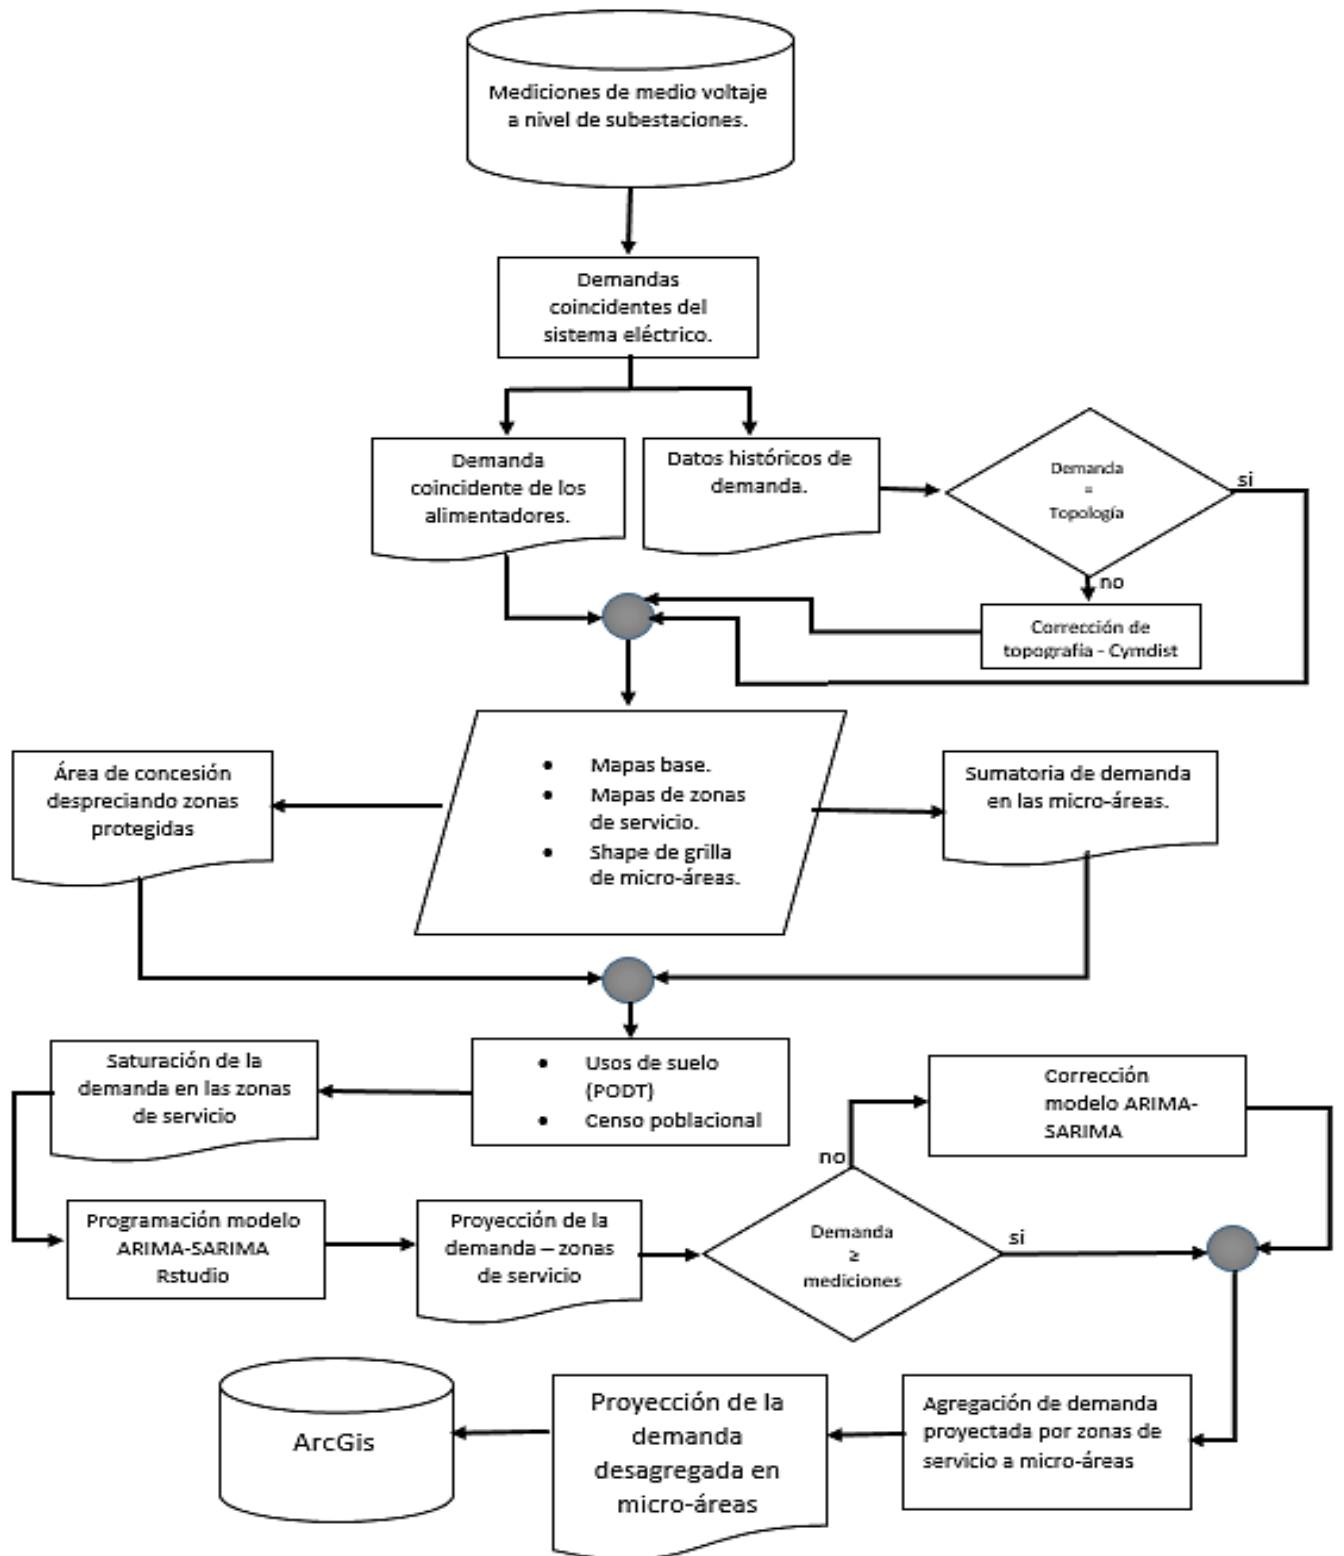 Mediciones de medio voltaje
a nivel de subestaciones.
Demandas
coincidentes del
sistema eléctrico.
Demanda
coincidente de los
alimentadores.
Datos históricos de
demanda.
Demanda
=
Topología
si
no
Corrección de
topografía - Cymdist
Área de concesión
despreciando zonas
protegidas
• Mapas base.
• Mapas de zonas
de servicio.
• Shape de grilla
de micro-áreas.
Sumatoria de demanda
en las micro-áreas.
Saturación de la
demanda en las zonas
de servicio
• Usos de suelo
(PODT)
• Censo poblacional
Corrección
modelo ARIMA-
SARIMA
no
Programación modelo
ARIMA-SARIMA
Rstudio
Proyección de la
demanda – zonas
de servicio
Demanda
≥
mediciones
si
ArcGis
Proyección de la
demanda
desagregada en
micro-áreas
Agregación de demanda
proyectada por zonas de
servicio a micro-áreas